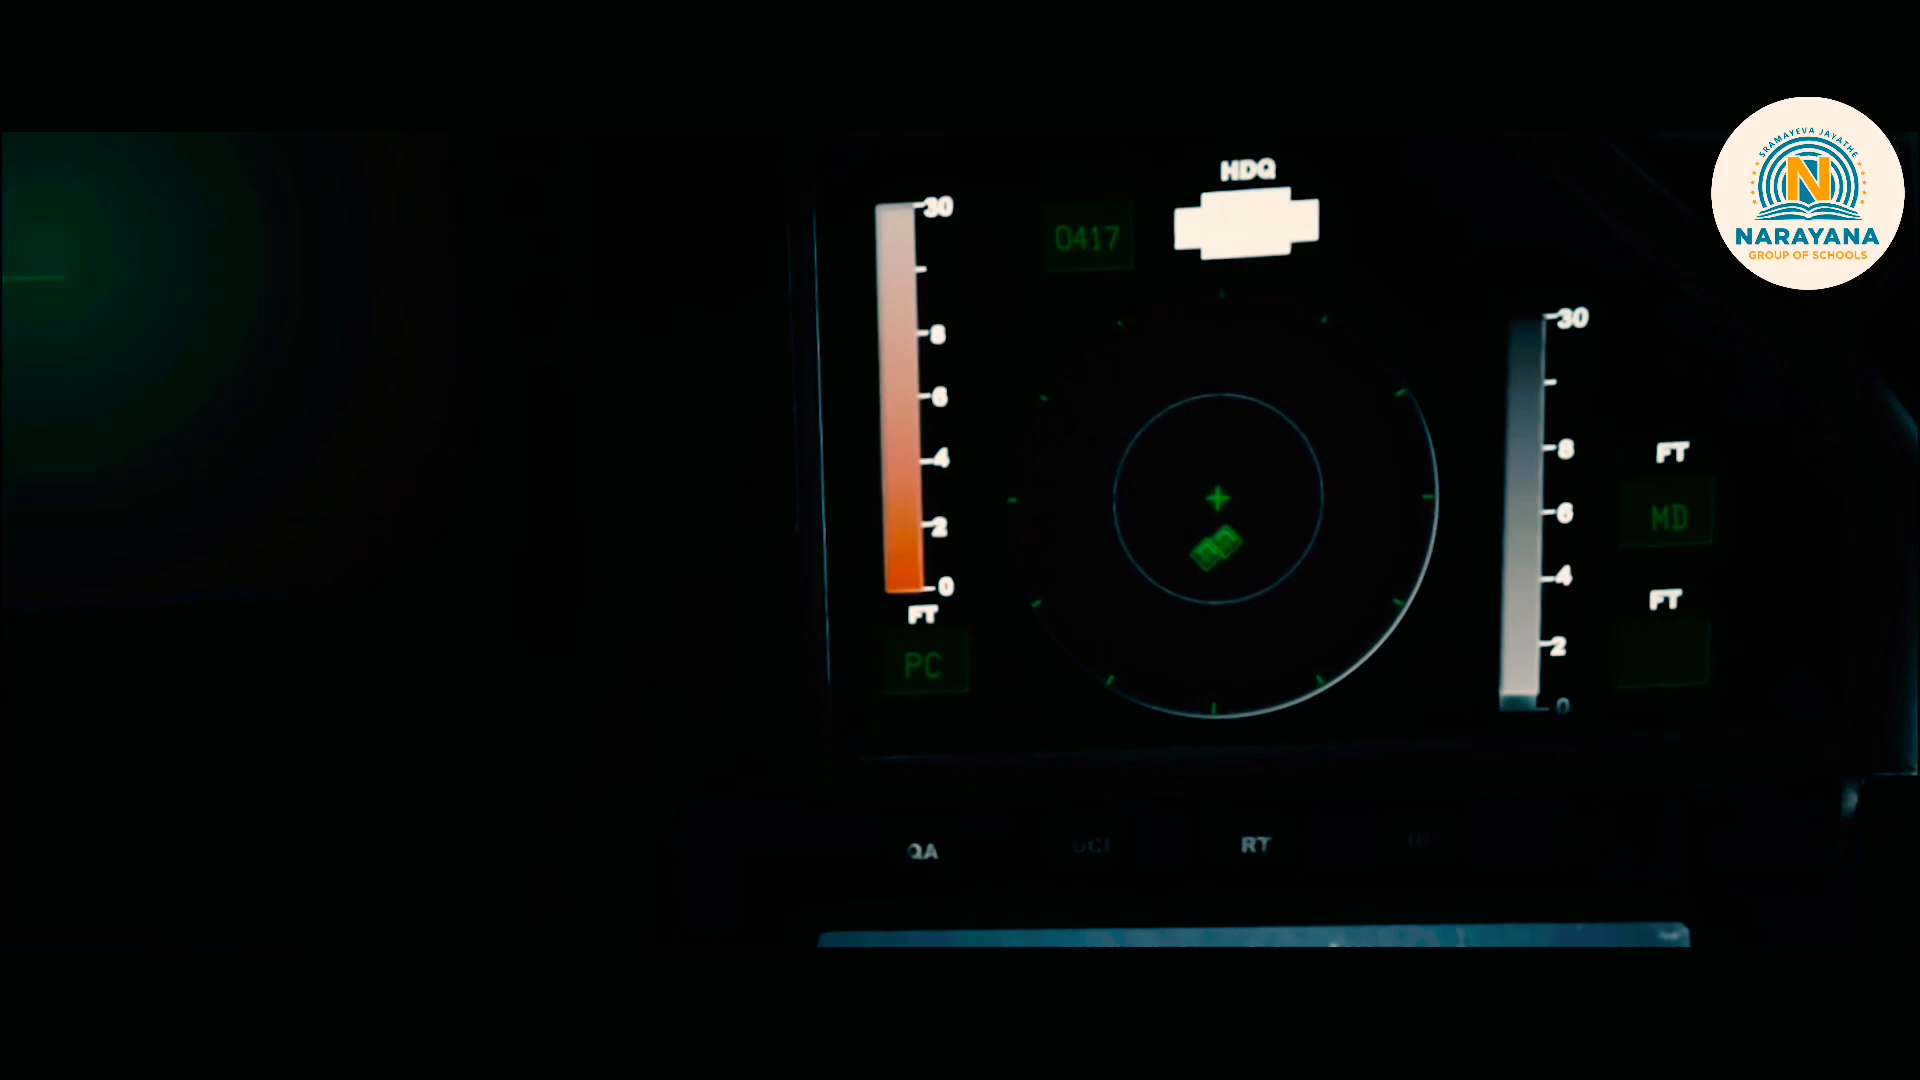 HDQ
0417
30
8
6
4
2
0
FT
PC
30
8
6
4
2
0
FT
MD
FT
QA
UCI
RT
SRAMAYEVA JAYATHE
N
NARAYANA
GROUP OF SCHOOLS